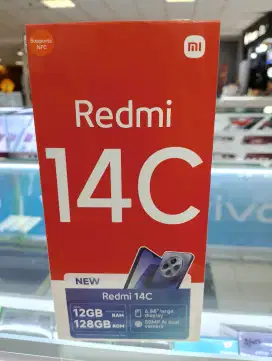 Supports
NFC
mi
Redmi
14C
NEW
Redmi 14C
12GB RAM
128GB ROM
6.88" large
display
50MP AI dual
camera
vivo